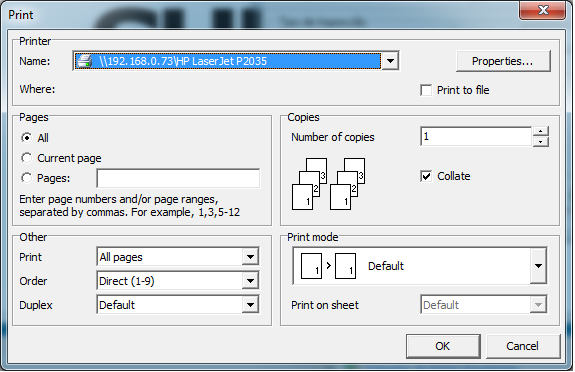 Print
Printer
Name: \\192.168.0.73\HP LaserJet P2035 Properties...
Where: Print to file
Pages
All
Current page
Pages:
Enter page numbers and/or page ranges,
separated by commas. For example, 1,3,5-12
Copies
Number of copies 1
3 3
2 2
1 1
Collate
Other
Print All pages
Order Direct (1-9)
Duplex Default
Print mode
1 > 1 Default
Print on sheet Default
OK Cancel